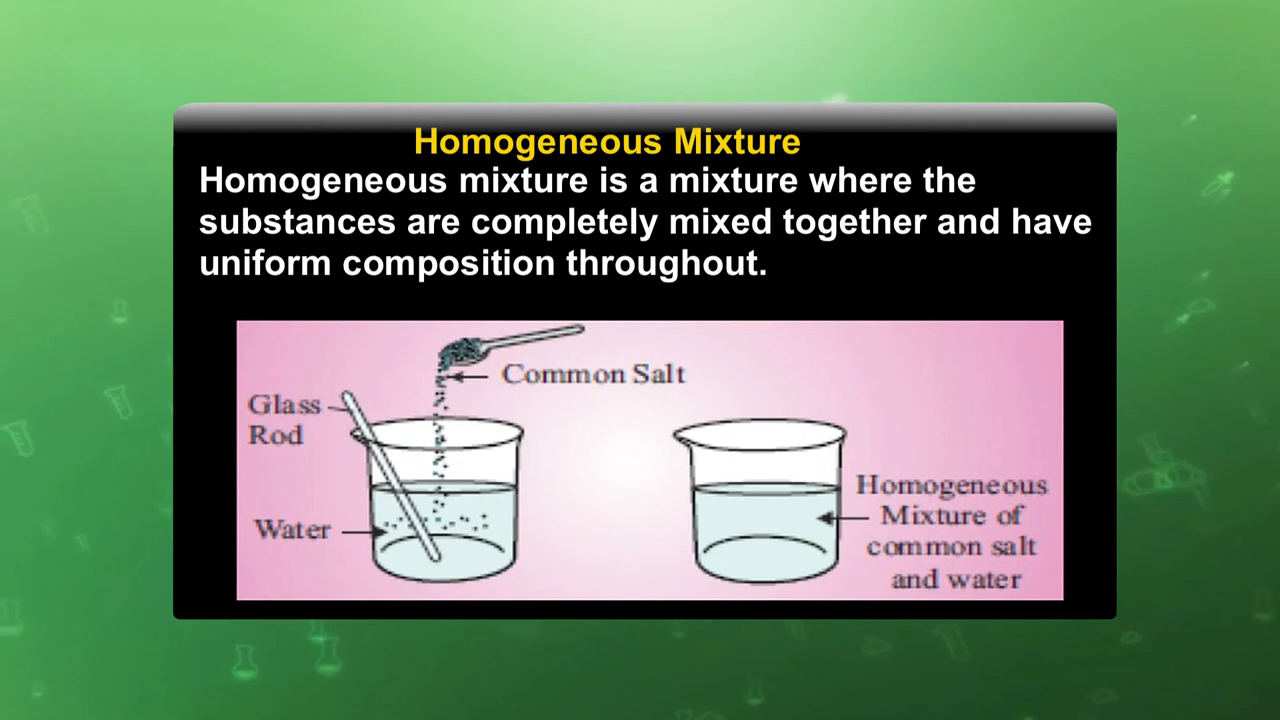 Homogeneous Mixture
Homogeneous mixture is a mixture where the
substances are completely mixed together and have
uniform composition throughout.
Common Salt
Glass
Rod
Water
Homogeneous
Mixture of
common salt
and water